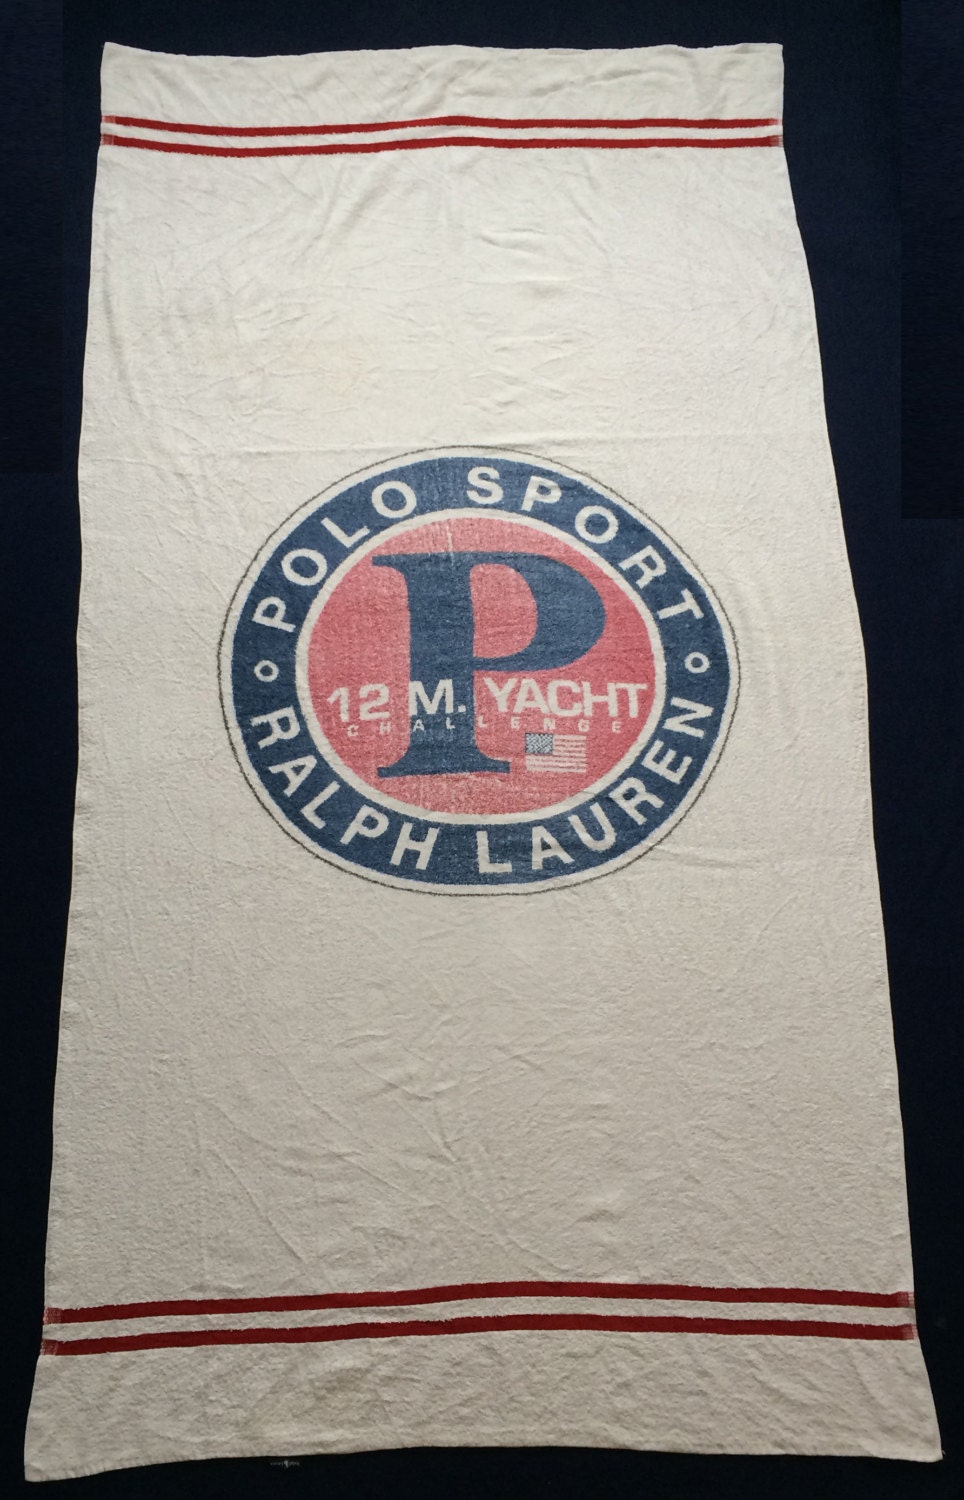 POLO SPORT
P
12 M. YACHT
CHALLENGE
RALPH LAUREN